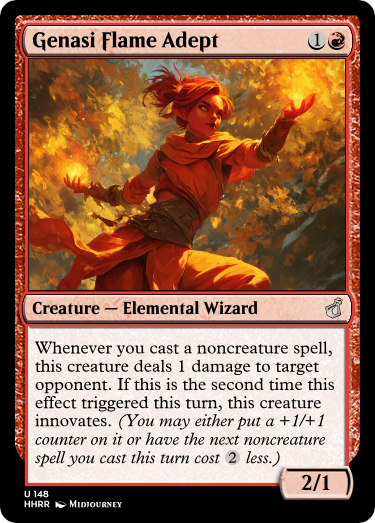 Genasi Flame Adept 1
Creature — Elemental Wizard
Whenever you cast a noncreature spell,
this creature deals 1 damage to target
opponent. If this is the second time this
effect triggered this turn, this creature
innovates. (You may either put a +1/+1
counter on it or have the next noncreature
spell you cast this turn cost 2 less.)
2/1
U 148
HHRR MIDJOURNEY